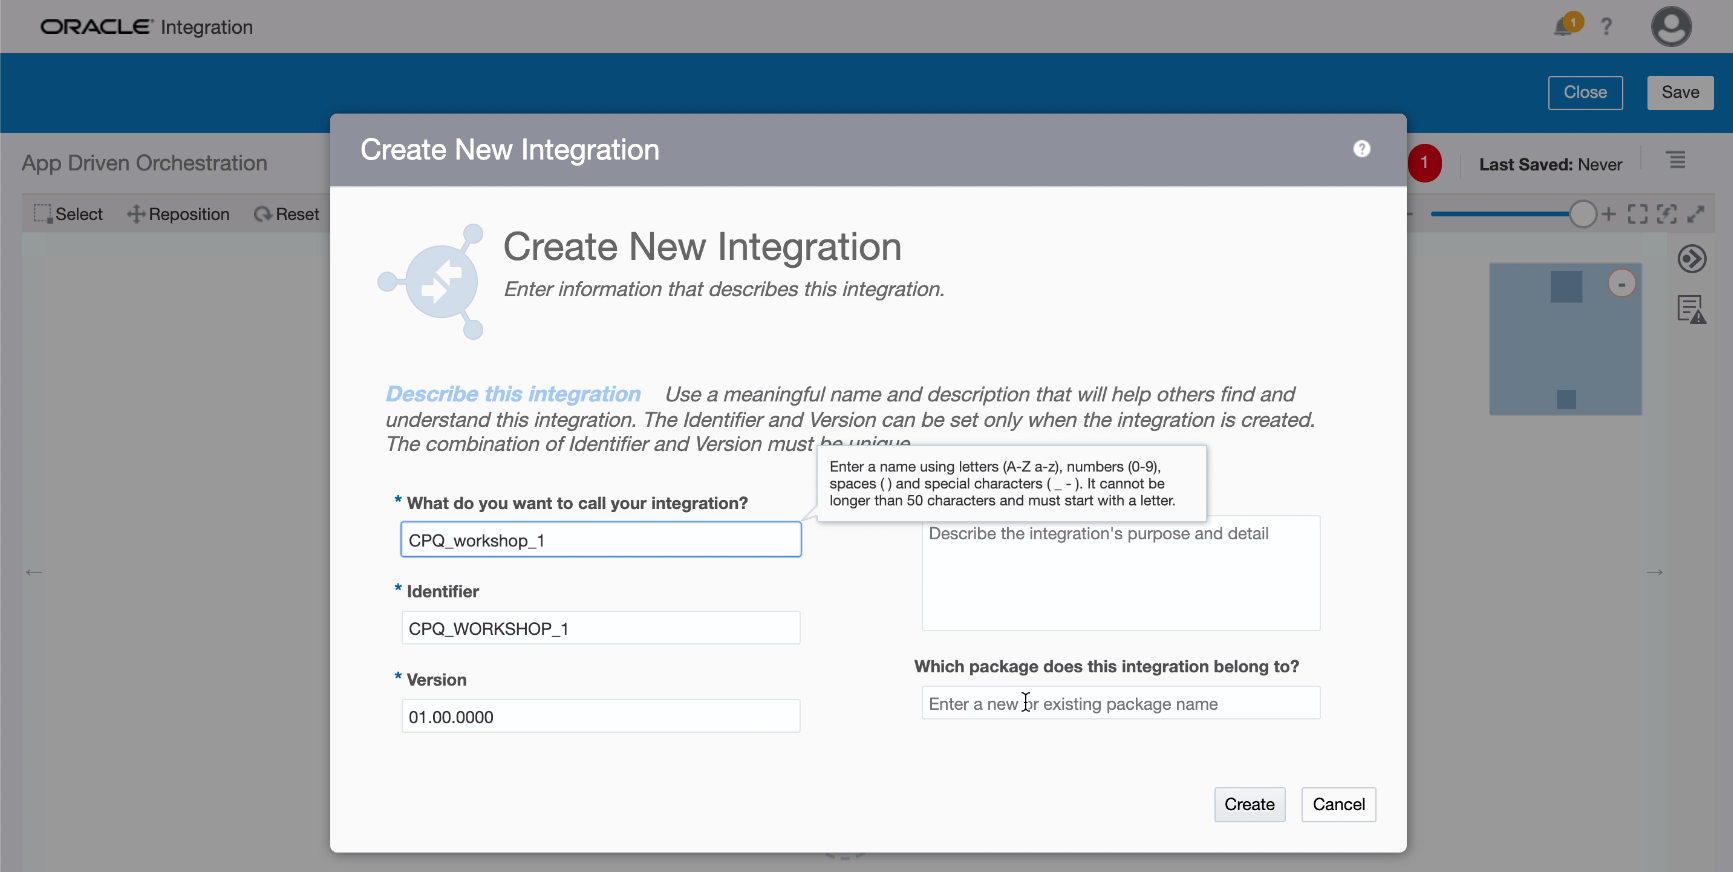 ORACLE Integration
1
?
Close
Save
Create New Integration
?
App Driven Orchestration
1
Last Saved: Never
Select
Reposition
Reset
Create New Integration
Enter information that describes this integration.
Describe this integration Use a meaningful name and description that will help others find and
understand this integration. The Identifier and Version can be set only when the integration is created.
The combination of Identifier and Version must be unique
Enter a name using letters (A-Z a-z), numbers (0-9),
spaces ( ) and special characters ( _ - ). It cannot be
longer than 50 characters and must start with a letter.
* What do you want to call your integration?
CPQ_workshop_1
Describe the integration's purpose and detail
* Identifier
CPQ_WORKSHOP_1
Which package does this integration belong to?
* Version
Enter a new or existing package name
01.00.0000
Create
Cancel